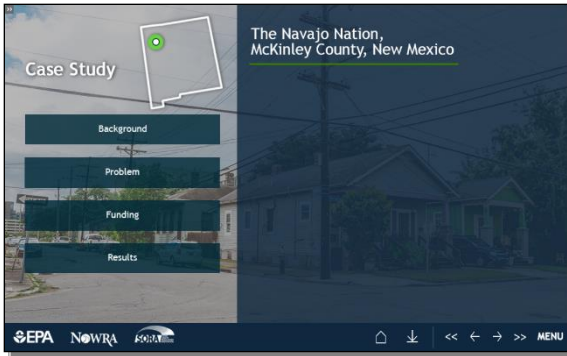 Case Study
The Navajo Nation,
McKinley County, New Mexico
Background
Problem
Funding
Results
EPA
NOWRA
SORA
<< ← → >> MENU